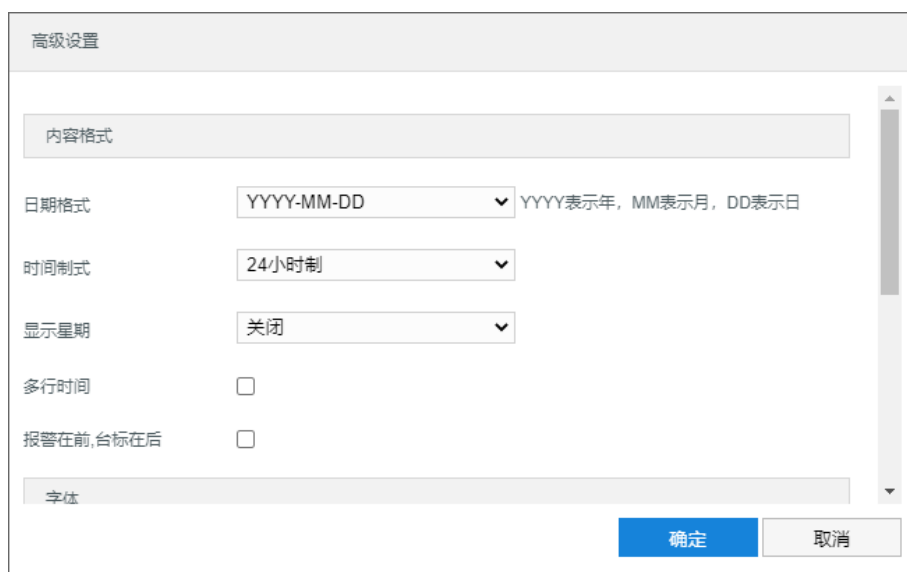 高级设置
内容格式
日期格式 YYYY-MM-DD YYYY表示年，MM表示月，DD表示日
时间制式 24小时制
显示星期 关闭
多行时间
报警在前,台标在后
字体
确定 取消